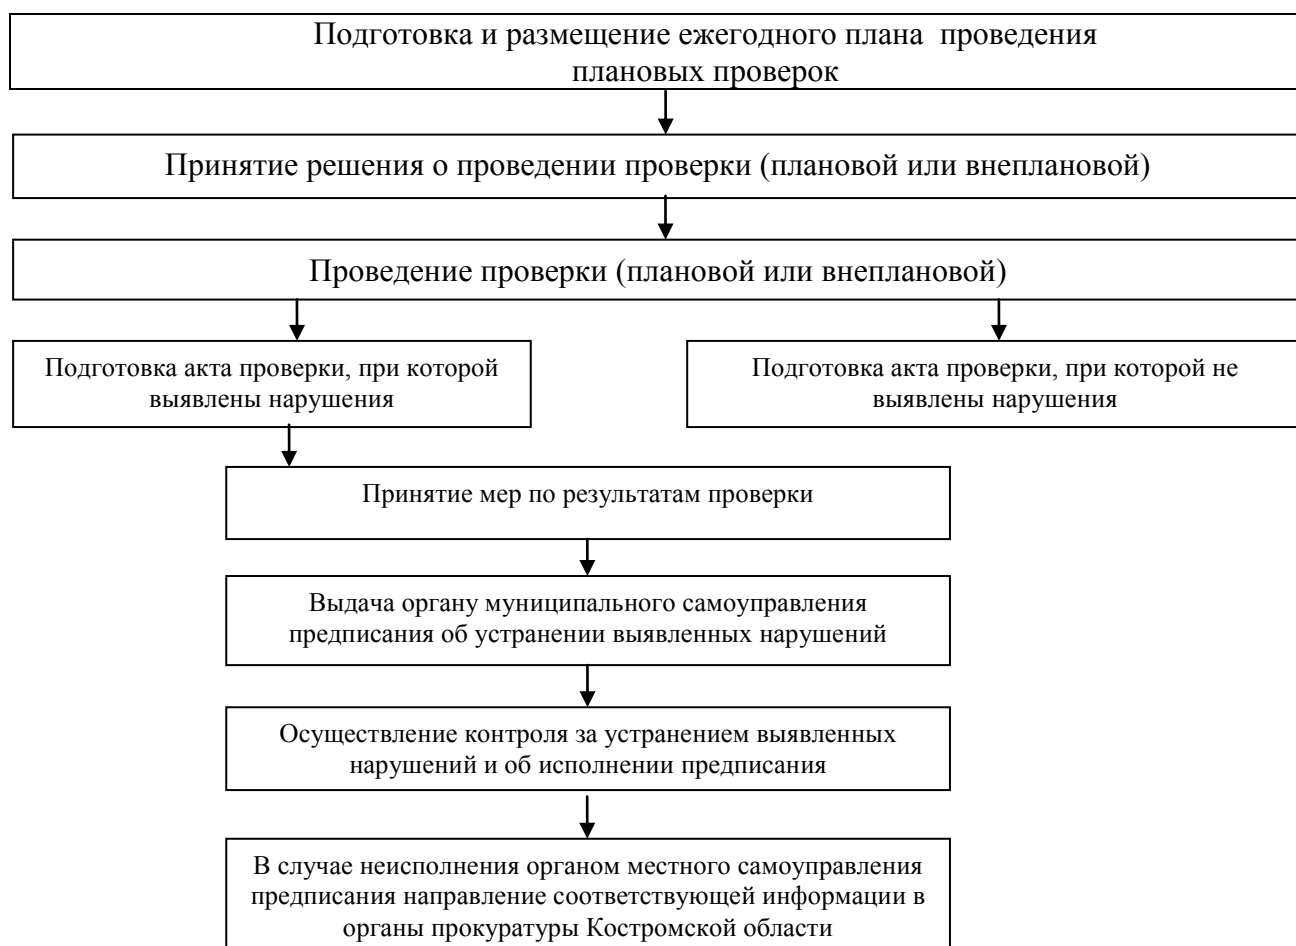 Подготовка и размещение ежегодного плана проведения
плановых проверок
Принятие решения о проведении проверки (плановой или внеплановой)
Проведение проверки (плановой или внеплановой)
Подготовка акта проверки, при которой
выявлены нарушения
Подготовка акта проверки, при которой не
выявлены нарушения
Принятие мер по результатам проверки
Выдача органу муниципального самоуправления
предписания об устранении выявленных нарушений
Осуществление контроля за устранением выявленных
нарушений и об исполнении предписания
В случае неисполнения органом местного самоуправления
предписания направление соответствующей информации в
органы прокуратуры Костромской области